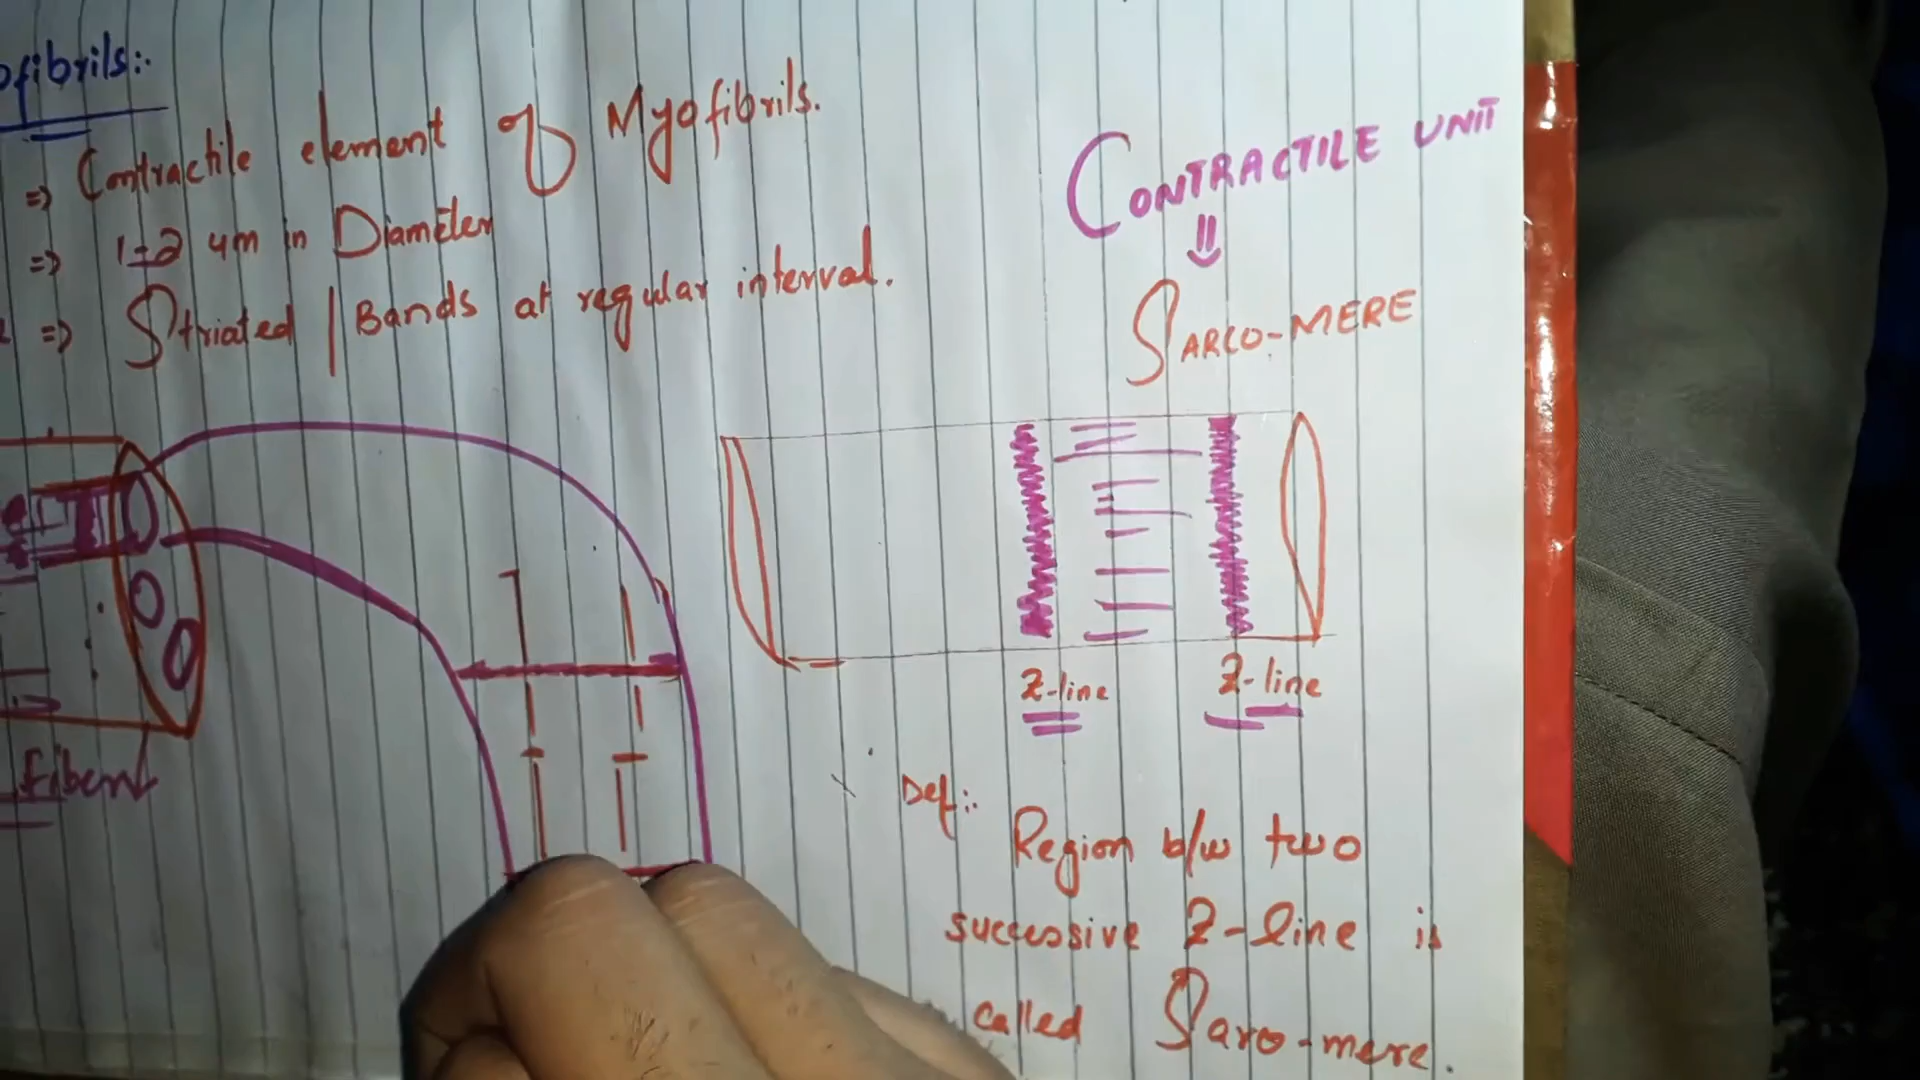 ofibrils:-
=> Contractile element of Myofibrils.
=> 1-2 um in Diameter
=> Striated / Bands at regular interval.
CONTRACTILE UNIT
⇓
SARCO-MERE
Z-line
Z-line
Def:-
Region b/w two
successive Z-line is
called Saro-mere.